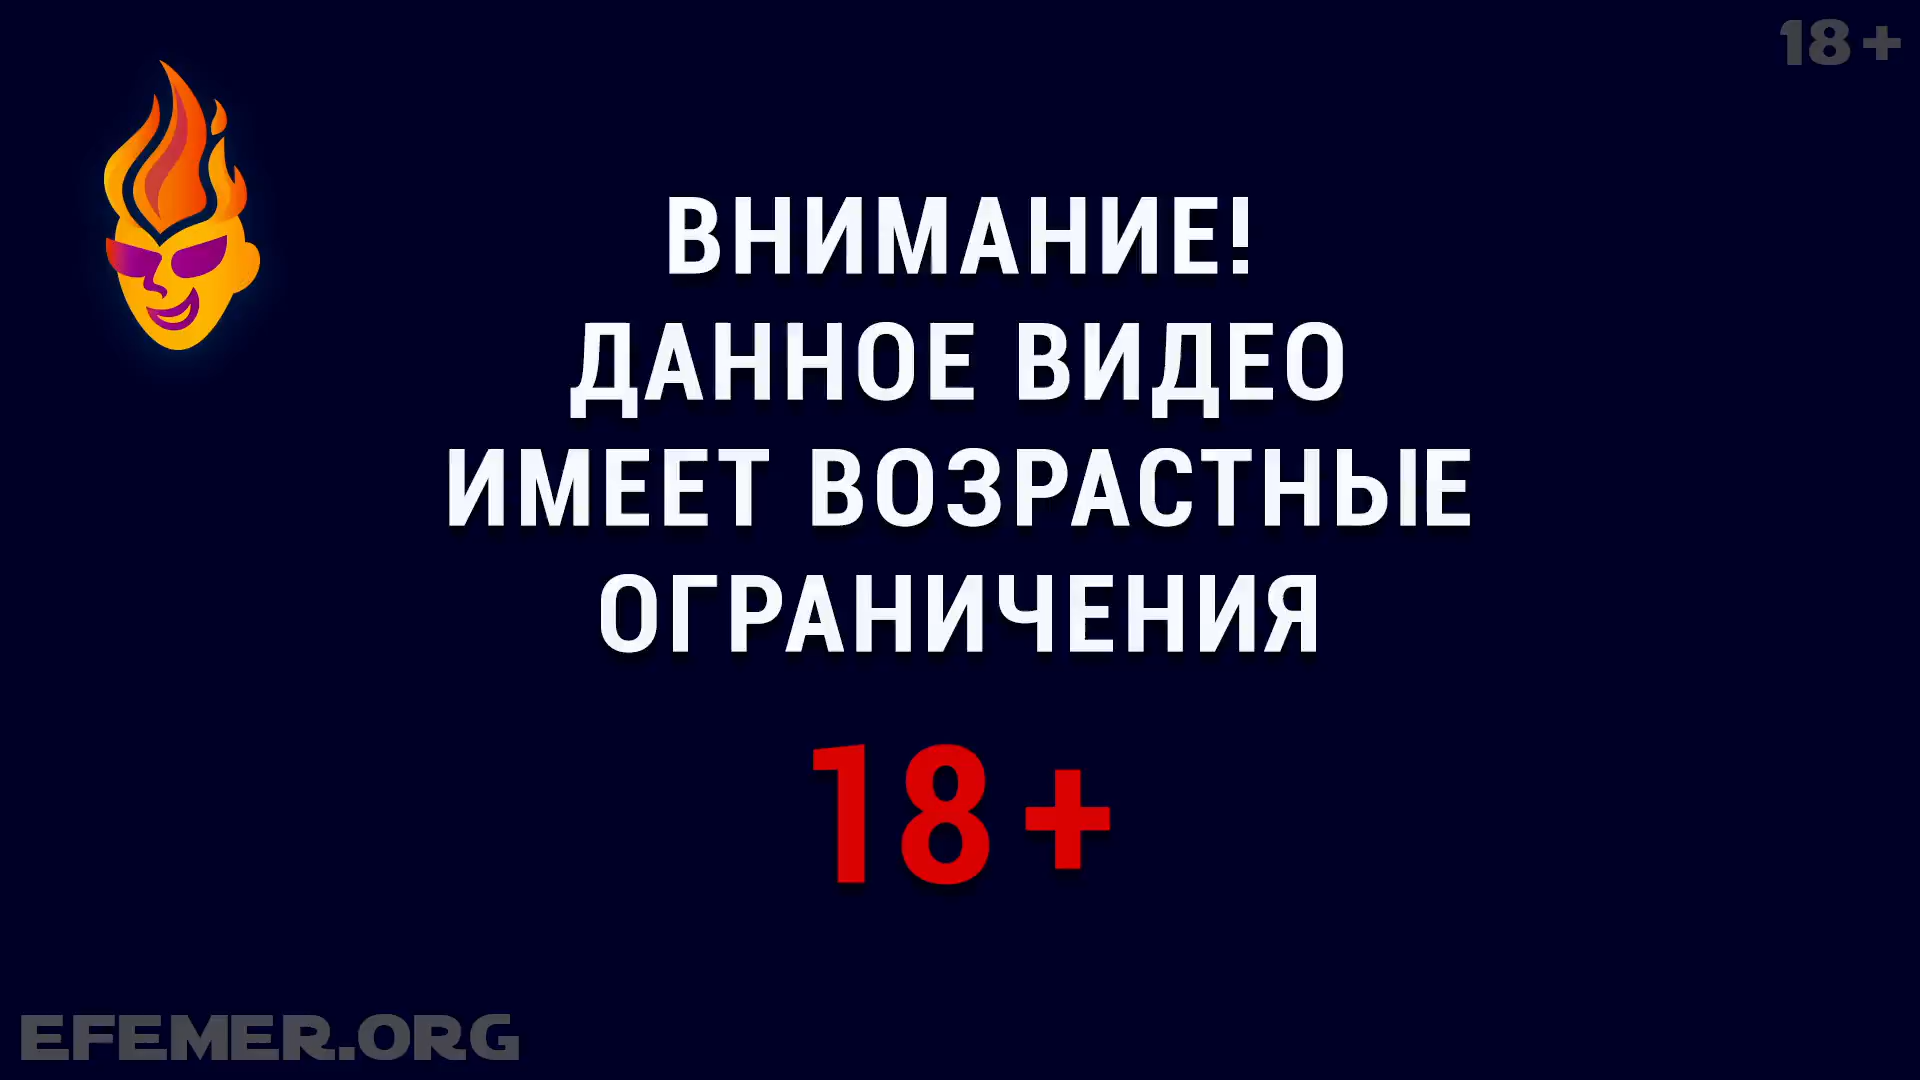 18+
ВНИМАНИЕ!
ДАННОЕ ВИДЕО
ИМЕЕТ ВОЗРАСТНЫЕ
ОГРАНИЧЕНИЯ
18+
EFEMER.ORG